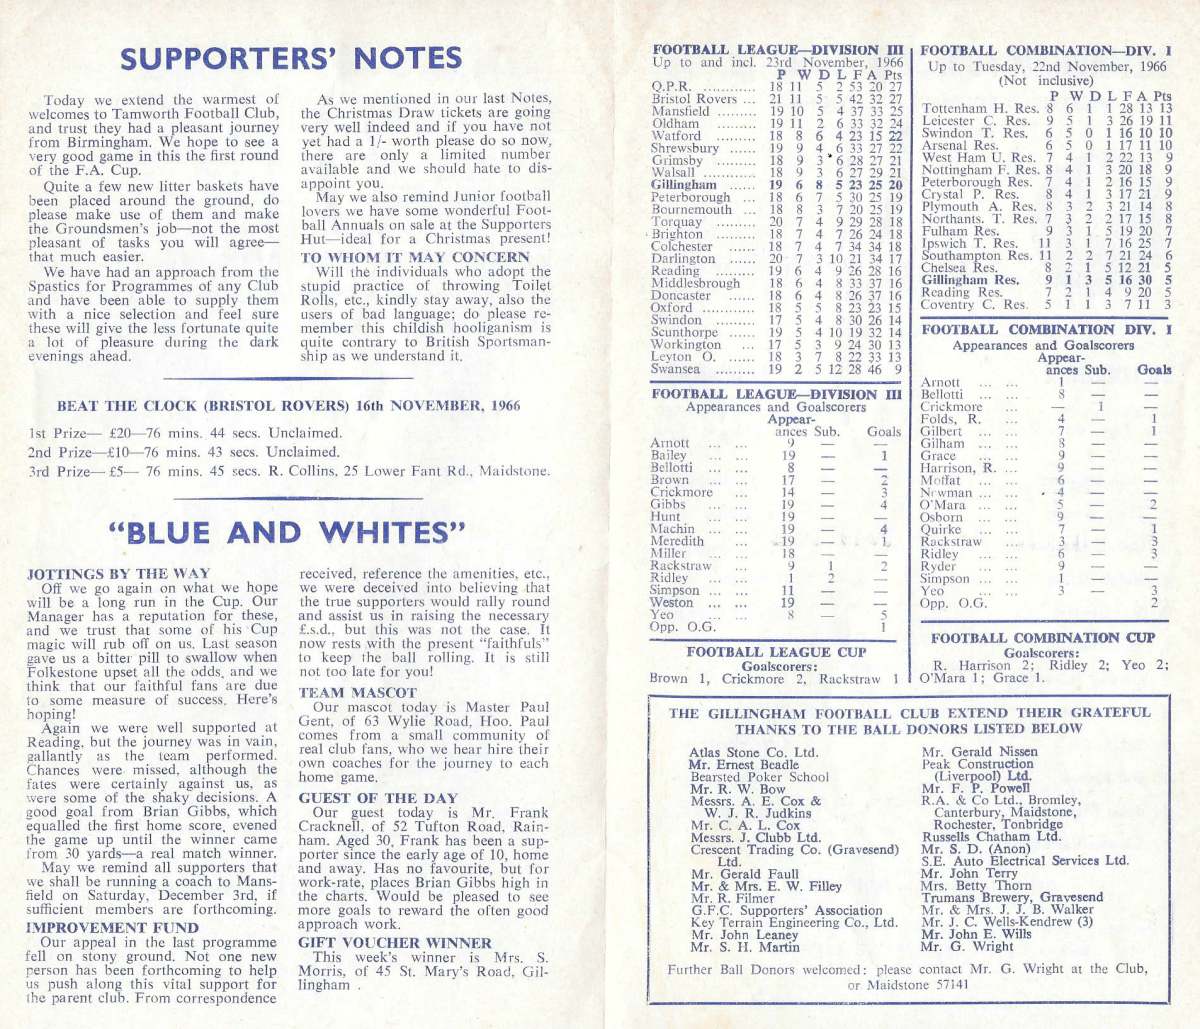 SUPPORTERS' NOTES
Today we extend the warmest of
welcomes to Tamworth Football Club,
and trust they had a pleasant journey
from Birmingham. We hope to see a
very good game in this the first round
of the F.A. Cup.
Quite a few new litter baskets have
been placed around the ground, do
please make use of them and make
the Groundsmen's job—not the most
pleasant of tasks you will agree—
that much easier.
We have had an approach from the
Spastics for Programmes of any Club
and have been able to supply them
with a nice selection and feel sure
these will give the less fortunate quite
a lot of pleasure during the dark
evenings ahead.
As we mentioned in our last Notes,
the Christmas Draw tickets are going
very well indeed and if you have not
yet had a 1/- worth please do so now,
there are only a limited number
available and we should hate to dis-
appoint you.
May we also remind Junior football
lovers we have some wonderful Foot-
ball Annuals on sale at the Supporters
Hut—ideal for a Christmas present!
TO WHOM IT MAY CONCERN
Will the individuals who adopt the
stupid practice of throwing Toilet
Rolls, etc., kindly stay away, also the
users of bad language; do please re-
member this childish hooliganism is
quite contrary to British Sportsman-
ship as we understand it.
BEAT THE CLOCK (BRISTOL ROVERS) 16th NOVEMBER, 1966
1st Prize— £20—76 mins. 44 secs. Unclaimed.
2nd Prize—£10—76 mins. 43 secs. Unclaimed.
3rd Prize—£5— 76 mins. 45 secs. R. Collins, 25 Lower Fant Rd., Maidstone.
"BLUE AND WHITES"
JOTTINGS BY THE WAY
Off we go again on what we hope
will be a long run in the Cup. Our
Manager has a reputation for these,
and we trust that some of his Cup
magic will rub off on us. Last season
gave us a bitter pill to swallow when
Folkestone upset all the odds, and we
think that our faithful fans are due
to some measure of success. Here's
hoping!
Again we were well supported at
Reading, but the journey was in vain,
gallantly as the team performed.
Chances were missed, although the
fates were certainly against us, as
were some of the shaky decisions. A
good goal from Brian Gibbs, which
equalled the first home score, evened
the game up until the winner came
from 30 yards—a real match winner.
May we remind all supporters that
we shall be running a coach to Mans-
field on Saturday, December 3rd, if
sufficient members are forthcoming.
IMPROVEMENT FUND
Our appeal in the last programme
fell on stony ground. Not one new
person has been forthcoming to help
us push along this vital support for
the parent club. From correspondence
received, reference the amenities, etc.,
we were deceived into believing that
the true supporters would rally round
and assist us in raising the necessary
£.s.d., but this was not the case. It
now rests with the present "faithfuls"
to keep the ball rolling. It is still
not too late for you!
TEAM MASCOT
Our mascot today is Master Paul
Gent, of 63 Wylie Road, Hoo. Paul
comes from a small community of
real club fans, who we hear hire their
own coaches for the journey to each
home game.
GUEST OF THE DAY
Our guest today is Mr. Frank
Cracknell, of 52 Tufton Road, Rain-
ham. Aged 30, Frank has been a sup-
porter since the early age of 10, home
and away. Has no favourite, but for
work-rate, places Brian Gibbs high in
the charts. Would be pleased to see
more goals to reward the often good
approach work.
GIFT VOUCHER WINNER
This week's winner is Mrs. S.
Morris, of 45 St. Mary's Road, Gil-
lingham .
FOOTBALL LEAGUE—DIVISION III
Up to and incl. 23rd November, 1966
P W D L F A Pts
Q.P.R. ............ 18 11 5 2 53 20 27
Bristol Rovers ... 21 11 5 5 42 32 27
Mansfield ......... 19 10 5 4 37 33 25
Oldham ......... 19 11 2 6 33 32 24
Watford ......... 18 8 6 4 23 15 22
Shrewsbury ...... 19 9 4 6 33 27 22
Grimsby ......... 18 9 3 6 28 27 21
Walsall ............ 18 9 3 6 27 29 21
Gillingham ...... 19 6 8 5 23 25 20
Peterborough ... 18 6 7 5 30 25 19
Bournemouth ... 18 8 3 7 20 25 19
Torquay ......... 20 7 4 9 29 28 18
Brighton ......... 18 7 4 7 26 24 18
Colchester ...... 18 7 4 7 34 34 18
Darlington ...... 20 7 3 10 21 34 17
Reading ......... 19 6 4 9 26 28 16
Middlesbrough 18 6 4 8 33 37 16
Doncaster ...... 18 6 4 8 26 37 16
Oxford ............ 18 5 5 8 23 23 15
Swindon ......... 17 5 4 8 30 26 14
Scunthorpe ...... 19 5 4 10 19 32 14
Workington ... 17 5 3 9 24 30 13
Leyton O. ...... 18 3 7 8 22 33 13
Swansea ......... 19 2 5 12 28 46 9
FOOTBALL LEAGUE—DIVISION III
Appearances and Goalscorers
Appear-
ances Sub. Goals
Arnott ... ... 9 —
Bailey ... ... 19 — 1
Bellotti ... ... 8 — —
Brown ... ... 17 — 2
Crickmore ... 14 — 3
Gibbs ... ... 19 — 4
Hunt ... ... 19 —
Machin ... ... 19 — 4
Meredith ... 19 — 1
Miller ... ... 18 —
Rackstraw ... 9 1 2
Ridley ... ... 1 2 —
Simpson ... ... 11 — —
Weston ... ... 19 — —
Yeo ... ... 8 — 5
Opp. O.G. 1
FOOTBALL LEAGUE CUP
Goalscorers:
Brown 1, Crickmore 2, Rackstraw 1
FOOTBALL COMBINATION—DIV. I
Up to Tuesday, 22nd November, 1966
(Not inclusive)
P W D L F A Pts
Tottenham H. Res. 8 6 1 1 28 13 13
Leicester C. Res. 9 5 1 3 26 19 11
Swindon T. Res. 6 5 0 1 16 10 10
Arsenal Res. 6 5 0 1 17 11 10
West Ham U. Res. 7 4 1 2 22 13 9
Nottingham F. Res. 8 4 1 3 20 18 9
Peterborough Res. 7 4 1 2 16 15 9
Crystal P. Res. 8 4 1 3 17 21 9
Plymouth A. Res. 8 3 2 3 21 14 8
Northants. T. Res. 7 3 2 2 17 15 8
Fulham Res. 9 3 1 5 19 20 7
Ipswich T. Res. 11 3 1 7 16 25 7
Southampton Res. 11 2 2 7 21 24 6
Chelsea Res. 8 2 1 5 12 21 5
Gillingham Res. 9 1 3 5 16 30 5
Reading Res. 7 2 1 4 9 20 5
Coventry C. Res. 5 1 1 3 7 11 3
FOOTBALL COMBINATION DIV. I
Appearances and Goalscorers
Appear-
ances Sub. Goals
Arnott ... ... 1 — —
Bellotti ... ... 8 — —
Crickmore ... — 1 —
Folds, R. ... 4 — 1
Gilbert ... ... 7 — 1
Gilham ... ... 8 — —
Grace ... ... 9 — —
Harrison, R. ... 9 — —
Moffat ... ... 6 — —
Newman ... ... 4 — —
O'Mara ... ... 5 — 2
Osborn ... ... 9 — —
Quirke ... ... 7 — 1
Rackstraw ... 3 — 3
Ridley ... ... 6 — 3
Ryder ... ... 9 — —
Simpson ... ... 1 — —
Yeo ... ... 3 — 3
Opp. O.G. 2
FOOTBALL COMBINATION CUP
Goalscorers:
R. Harrison 2; Ridley 2; Yeo 2;
O'Mara 1; Grace 1.
THE GILLINGHAM FOOTBALL CLUB EXTEND THEIR GRATEFUL
THANKS TO THE BALL DONORS LISTED BELOW
Atlas Stone Co. Ltd.
Mr. Ernest Beadle
Bearsted Poker School
Mr. R. W. Bow
Messrs. A. E. Cox &
W. J. R. Judkins
Mr. C. A. L. Cox
Messrs. J. Clubb Ltd.
Crescent Trading Co. (Gravesend)
Ltd.
Mr. Gerald Faull
Mr. & Mrs. E. W. Filley
Mr. R. Filmer
G.F.C. Supporters' Association
Key Terrain Engineering Co., Ltd.
Mr. John Leaney
Mr. S. H. Martin
Mr. Gerald Nissen
Peak Construction
(Liverpool) Ltd.
Mr. F. P. Powell
R.A. & Co Ltd., Bromley,
Canterbury, Maidstone,
Rochester, Tonbridge
Russells Chatham Ltd.
Mr. S. D. (Anon)
S.E. Auto Electrical Services Ltd.
Mr. John Terry
Mrs. Betty Thorn
Trumans Brewery, Gravesend
Mr. & Mrs. J. J. B. Walker
Mr. J. C. Wells-Kendrew (3)
Mr. John E. Wills
Mr. G. Wright
Further Ball Donors welcomed: please contact Mr. G. Wright at the Club,
or Maidstone 57141